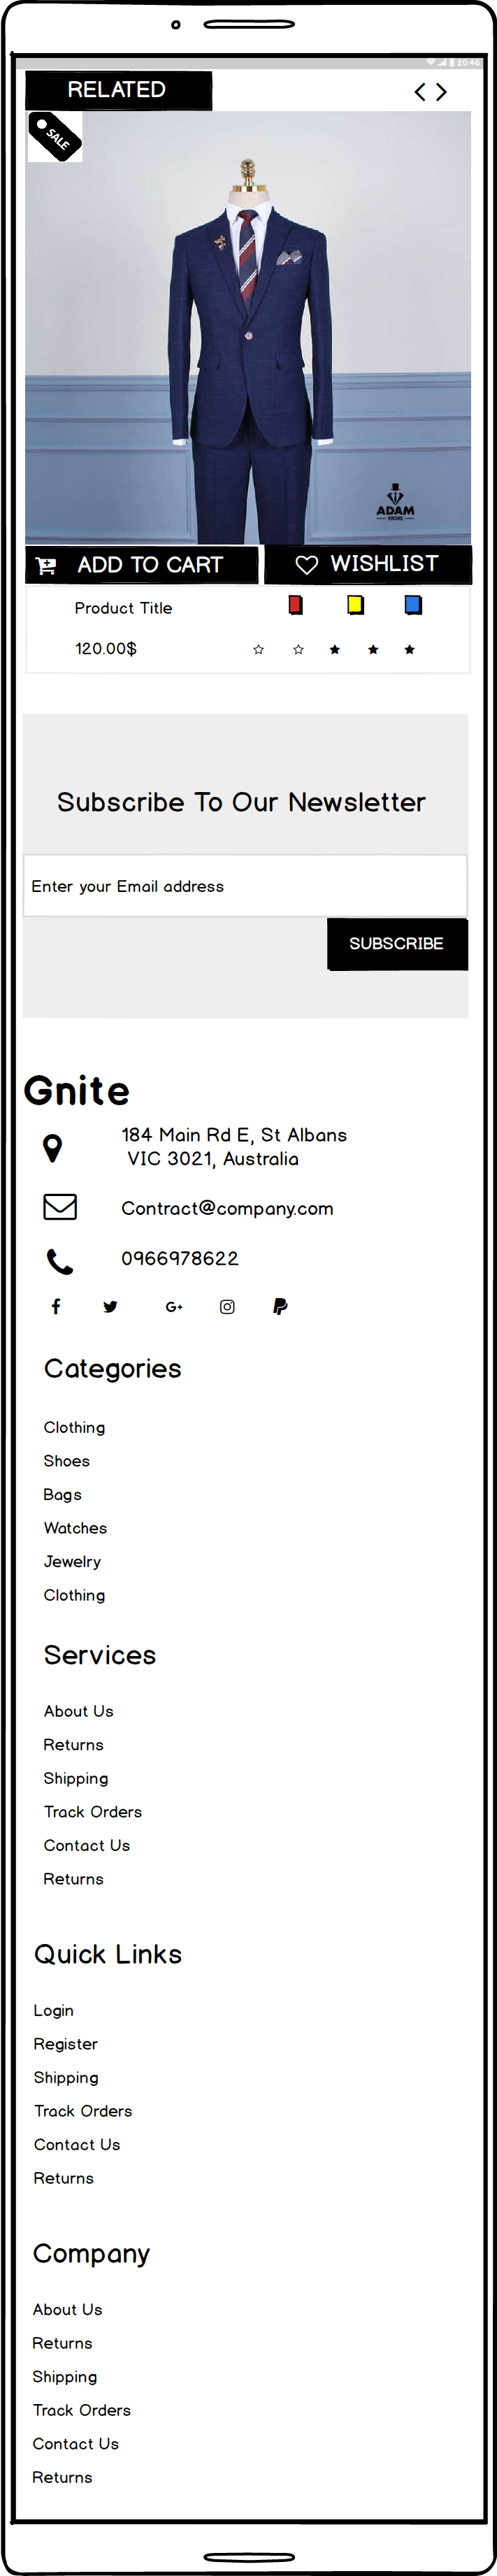 20:46
RELATED
SALE
ADAM
ADD TO CART
WISHLIST
Product Title
120.00$
Subscribe To Our Newsletter
Enter your Email address
SUBSCRIBE
Gnite
184 Main Rd E, St Albans
VIC 3021, Australia
Contract@company.com
0966978622
Categories
Clothing
Shoes
Bags
Watches
Jewelry
Clothing
Services
About Us
Returns
Shipping
Track Orders
Contact Us
Returns
Quick Links
Login
Register
Shipping
Track Orders
Contact Us
Returns
Company
About Us
Returns
Shipping
Track Orders
Contact Us
Returns